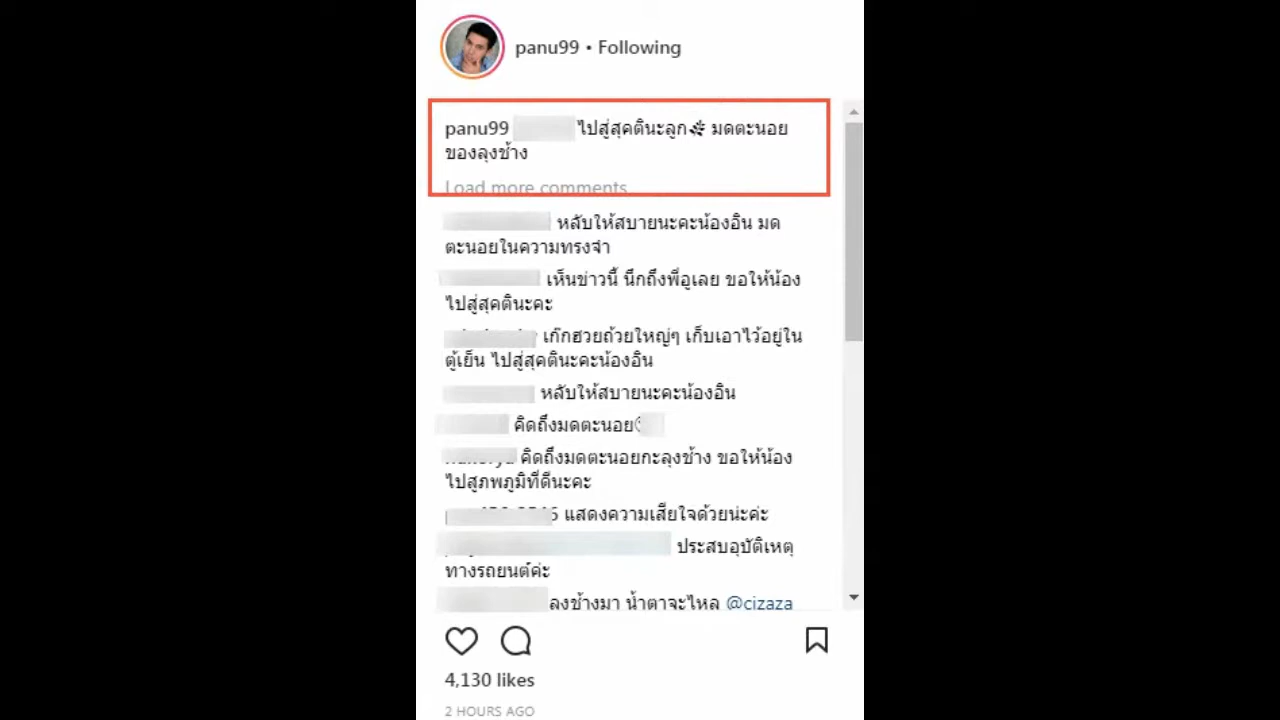 panu99 • Following
panu99 ไปสู่สุคตินะลูก มดตะนอย
ของลุงช้าง
Load more comments
หลับให้สบายนะคะน้องอิน มด
ตะนอยในความทรงจำ
เห็นข่าวนี้ นึกถึงพี่อูเลย ขอให้น้อง
ไปสู่สุคตินะคะ
เก๊กฮวยถ้วยใหญ่ๆ เก็บเอาไว้อยู่ใน
ตู้เย็น ไปสู่สุคตินะคะน้องอิน
หลับให้สบายนะคะน้องอิน
คิดถึงมดตะนอย
คิดถึงมดตะนอยกะลุงช้าง ขอให้น้อง
ไปสูภพภูมิที่ดีนะคะ
แสดงความเสียใจด้วยน่ะค่ะ
ประสบอุบัติเหตุ
ทางรถยนต์ค่ะ
ลงช้างมา น้ำตาจะไหล @cizaza
4,130 likes
2 HOURS AGO